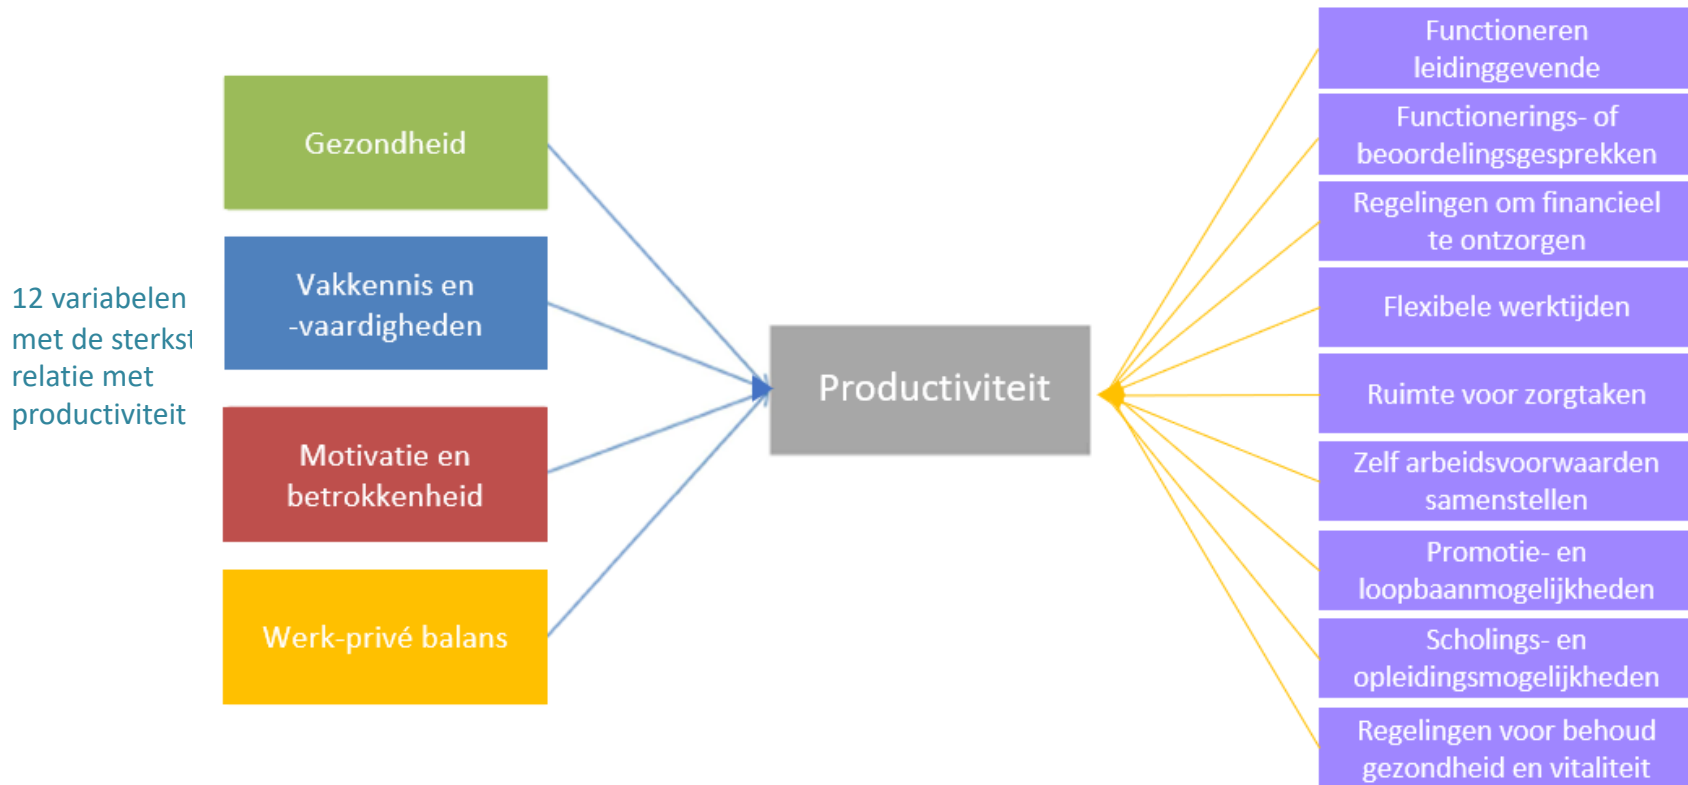 12 variabelen
met de sterkst
relatie met
productiviteit
Gezondheid
Vakkennis en
-vaardigheden
Motivatie en
betrokkenheid
Werk-privé balans
Productiviteit
Functioneren
leidinggevende
Functionerings- of
beoordelingsgesprekken
Regelingen om financieel
te ontzorgen
Flexibele werktijden
Ruimte voor zorgtaken
Zelf arbeidsvoorwaarden
samenstellen
Promotie- en
loopbaanmogelijkheden
Scholings- en
opleidingsmogelijkheden
Regelingen voor behoud
gezondheid en vitaliteit